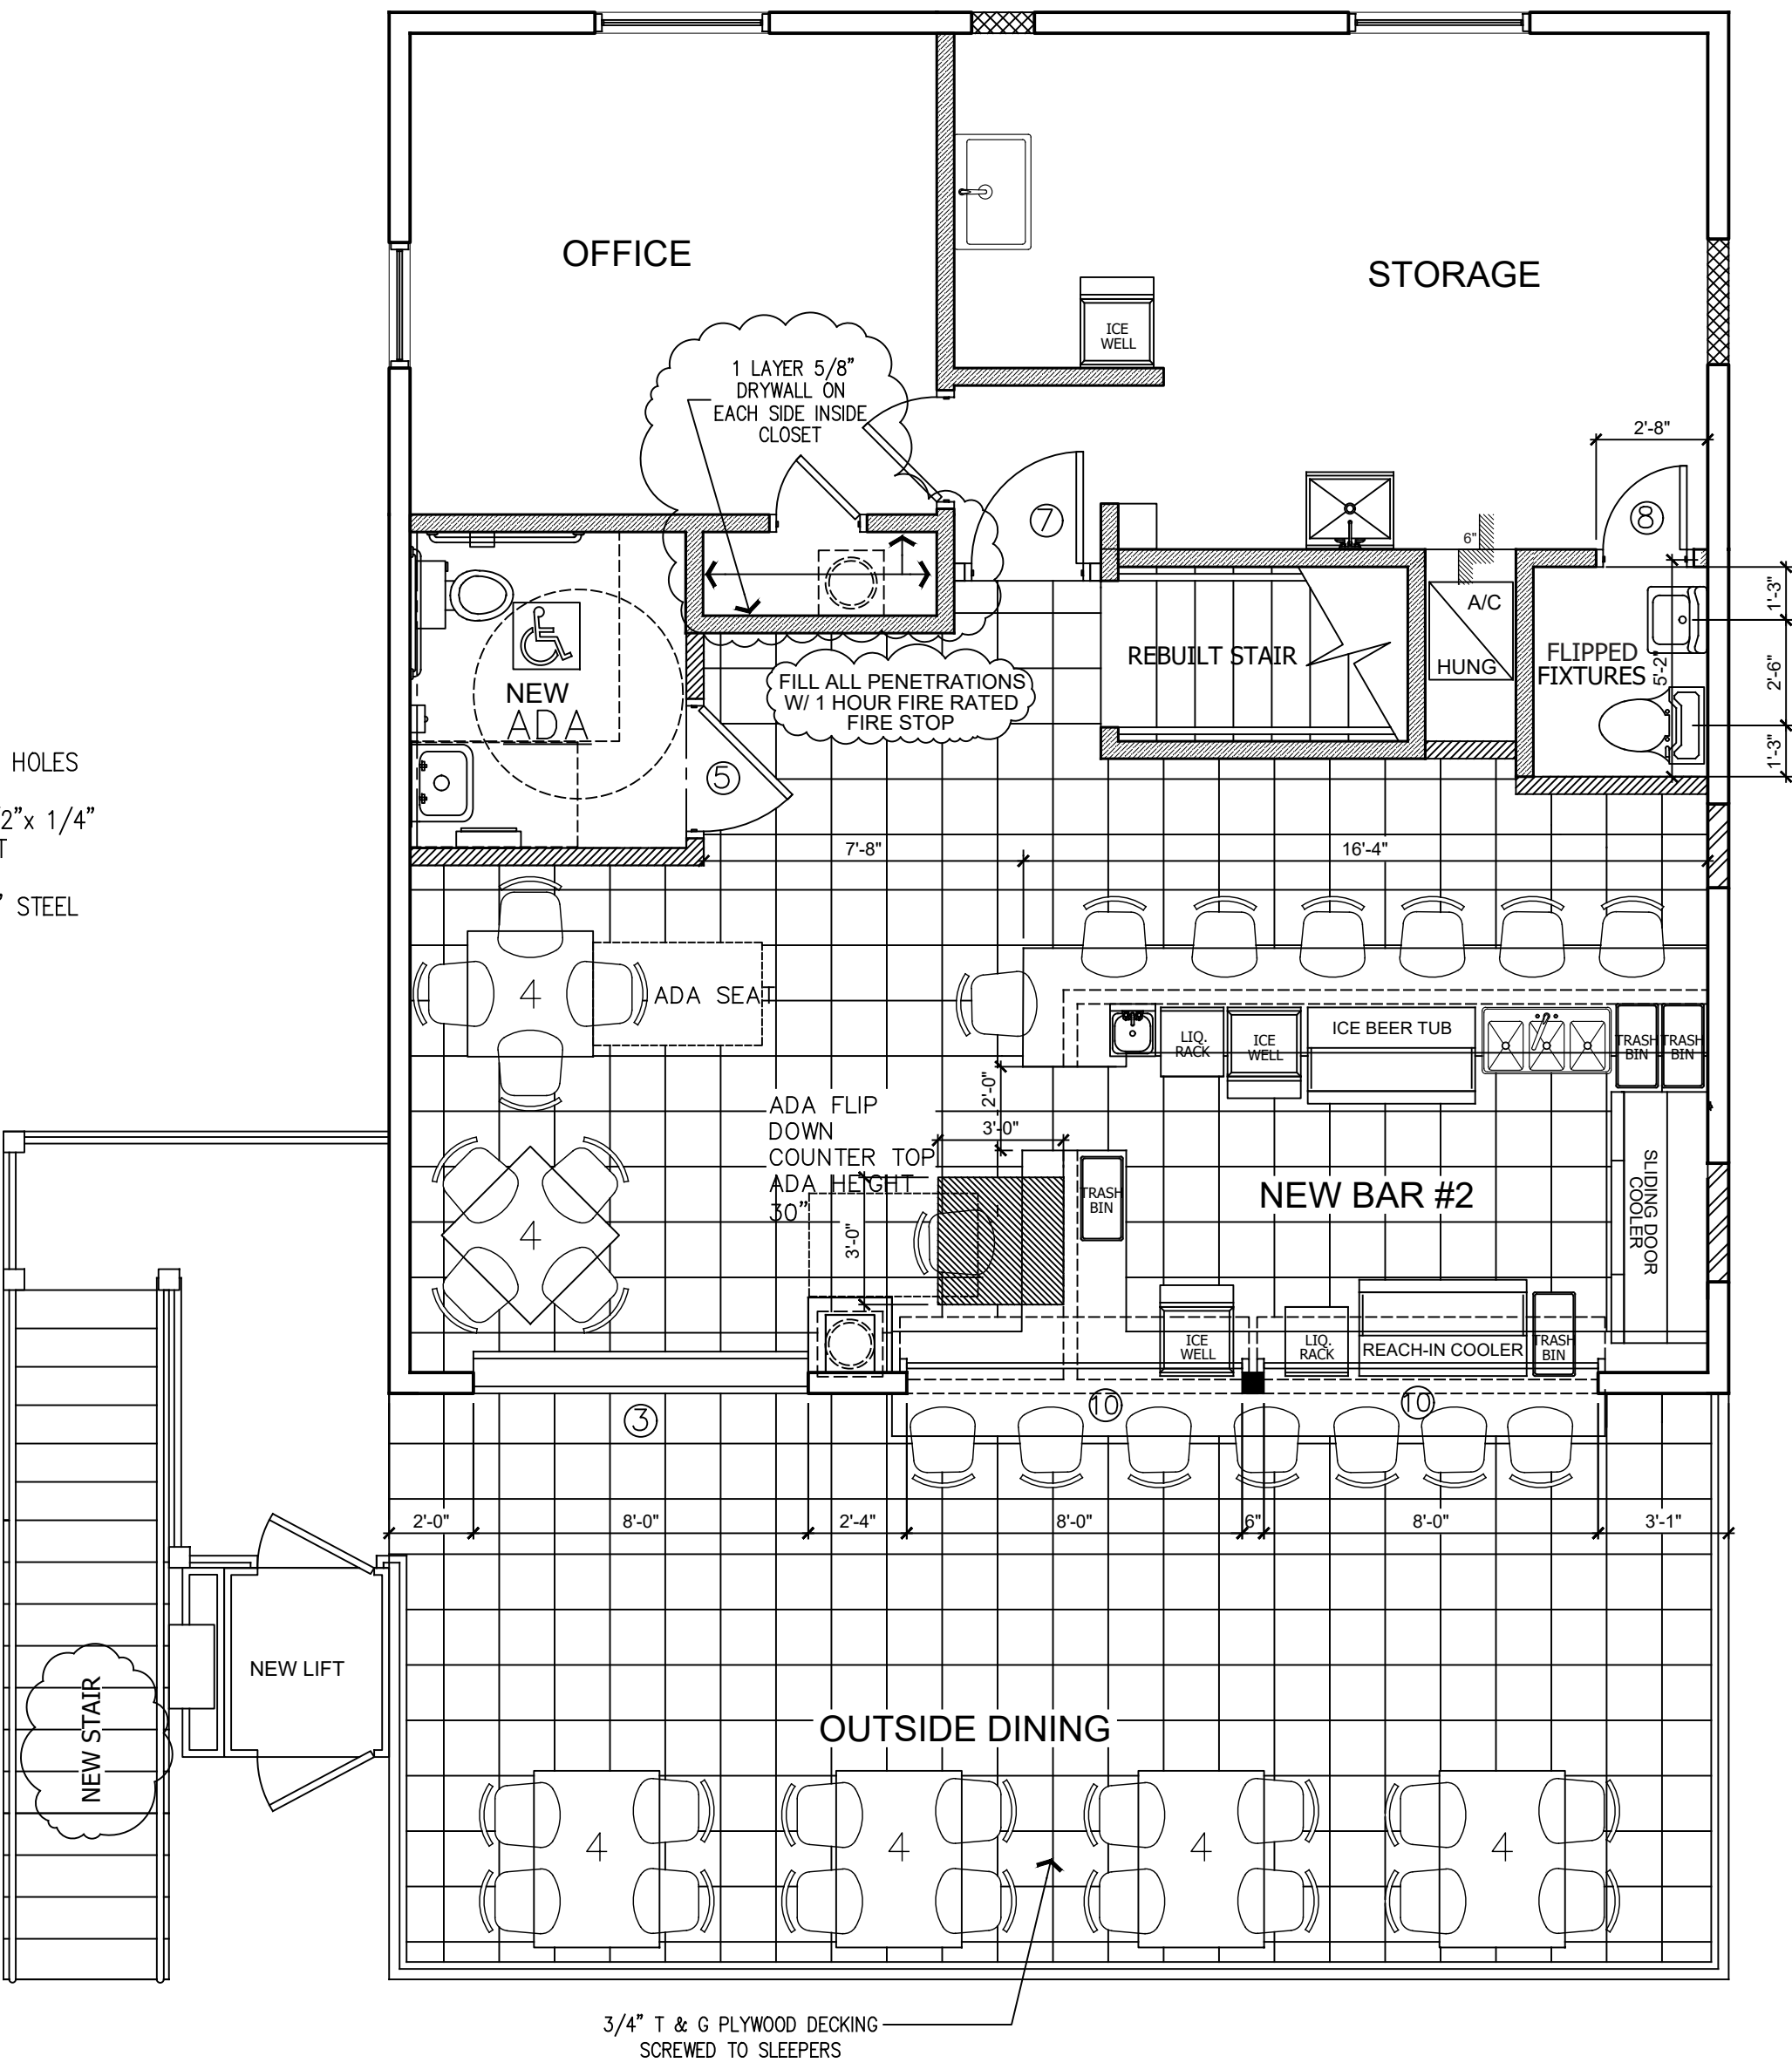 OFFICE
STORAGE
ICE
WELL
1 LAYER 5/8"
DRYWALL ON
EACH SIDE INSIDE
CLOSET
2'-8"
7
8
6"
A/C
HUNG
1'-3"
2'-6"
1'-3"
5'-2"
FLIPPED
FIXTURES
REBUILT STAIR
NEW
ADA
FILL ALL PENETRATIONS
W/ 1 HOUR FIRE RATED
FIRE STOP
5
HOLES
2"x 1/4"
T
" STEEL
7'-8"
16'-4"
4
ADA SEAT
LIQ.
RACK
ICE
WELL
ICE BEER TUB
TRASH
BIN
TRASH
BIN
2'-0"
3'-0"
ADA FLIP
DOWN
COUNTER TOP
ADA HEIGHT
30"
3'-0"
TRASH
BIN
NEW BAR #2
SLIDING DOOR
COOLER
4
ICE
WELL
LIQ.
RACK
REACH-IN COOLER
TRASH
BIN
3
10
10
2'-0"
8'-0"
2'-4"
8'-0"
6"
8'-0"
3'-1"
NEW LIFT
NEW STAIR
OUTSIDE DINING
4
4
4
4
3/4" T & G PLYWOOD DECKING
SCREWED TO SLEEPERS